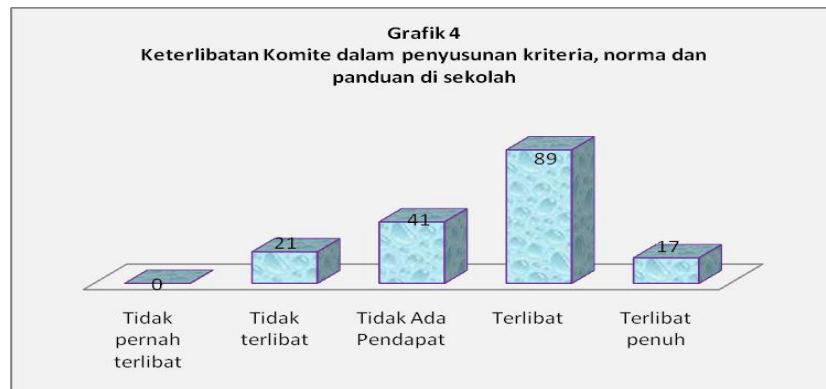 Grafik 4
Keterlibatan Komite dalam penyusunan kriteria, norma dan
panduan di sekolah
0
21
41
89
17
Tidak
pernah
terlibat
Tidak
terlibat
Tidak Ada
Pendapat
Terlibat
Terlibat
penuh